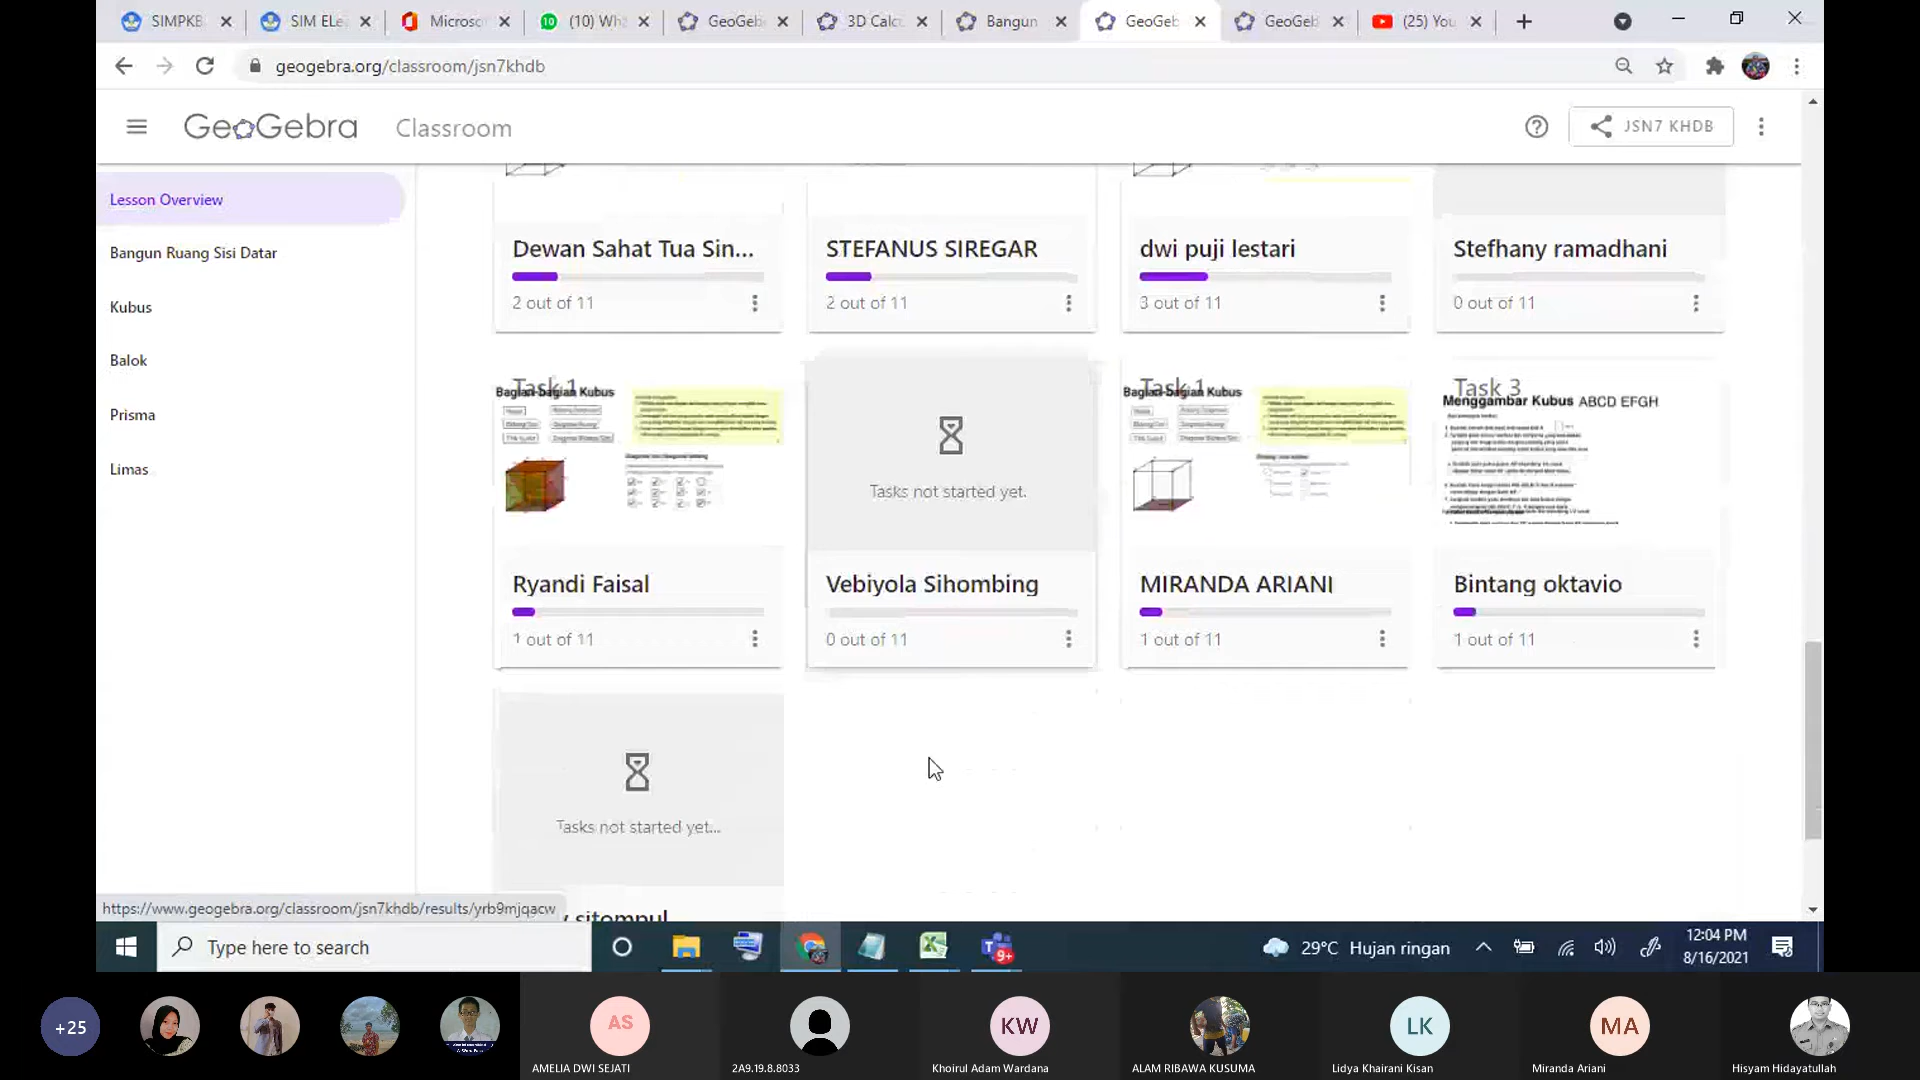 SIMPKB
SIM ELe
Microso
(10) Wha
GeoGeb
3D Calc
Bangun
GeoGeb
GeoGeb
(25) You
geogebra.org/classroom/jsn7khdb
GeoGebra Classroom
JSN7 KHDB
Lesson Overview
Bangun Ruang Sisi Datar
Kubus
Balok
Prisma
Limas
Dewan Sahat Tua Sin...
2 out of 11
STEFANUS SIREGAR
2 out of 11
dwi puji lestari
3 out of 11
Stefhany ramadhani
0 out of 11
Task 1
Bagian-bagian Kubus
Ryandi Faisal
1 out of 11
Tasks not started yet.
Vebiyola Sihombing
0 out of 11
Task 1
Bagian-bagian Kubus
MIRANDA ARIANI
1 out of 11
Task 3
Menggambar Kubus ABCD EFGH
Bintang oktavio
1 out of 11
Tasks not started yet...
sitompul
https://www.geogebra.org/classroom/jsn7khdb/results/yrb9mjqacw
Type here to search
9+
29°C Hujan ringan
12:04 PM
8/16/2021
+25
AS
AMELIA DWI SEJATI
2A9.19.8.8033
KW
Khoirul Adam Wardana
ALAM RIBAWA KUSUMA
LK
Lidya Khairani Kisan
MA
Miranda Ariani
Hisyam Hidayatullah